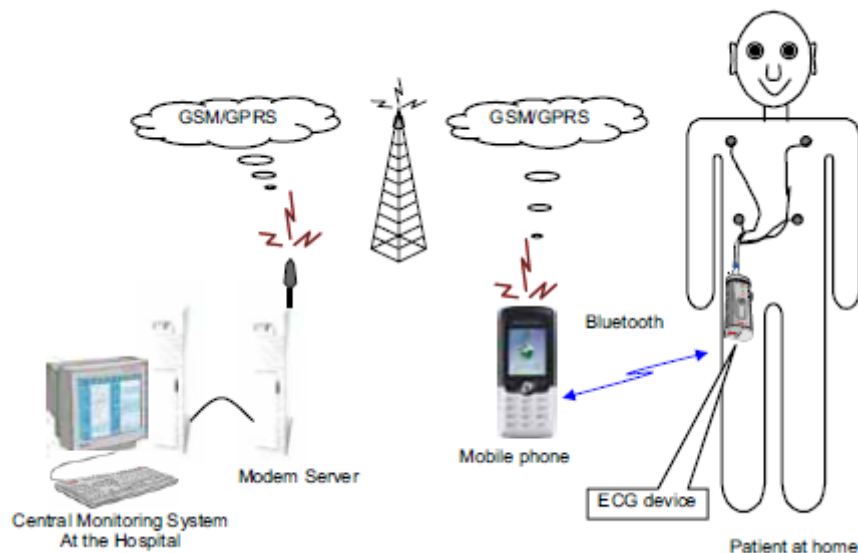 GSM/GPRS
GSM/GPRS
Bluetooth
Mobile phone
Modem Server
ECG device
Central Monitoring System
At the Hospital
Patient at home